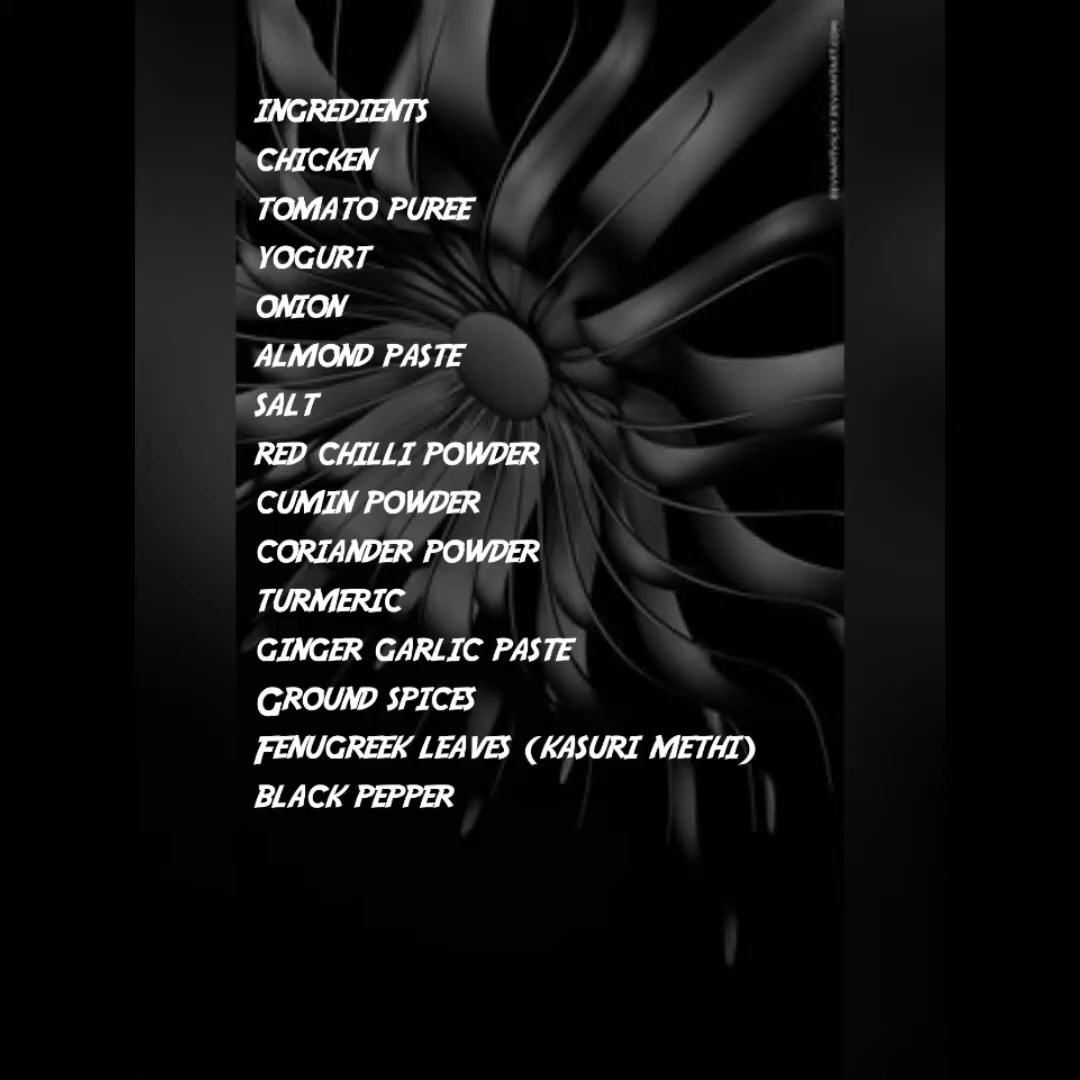 INGREDIENTS
CHICKEN
TOMATO PUREE
YOGURT
ONION
ALMOND PASTE
SALT
RED CHILLI POWDER
CUMIN POWDER
CORIANDER POWDER
TURMERIC
GINGER GARLIC PASTE
GROUND SPICES
FENUGREEK LEAVES (KASURI METHI)
BLACK PEPPER